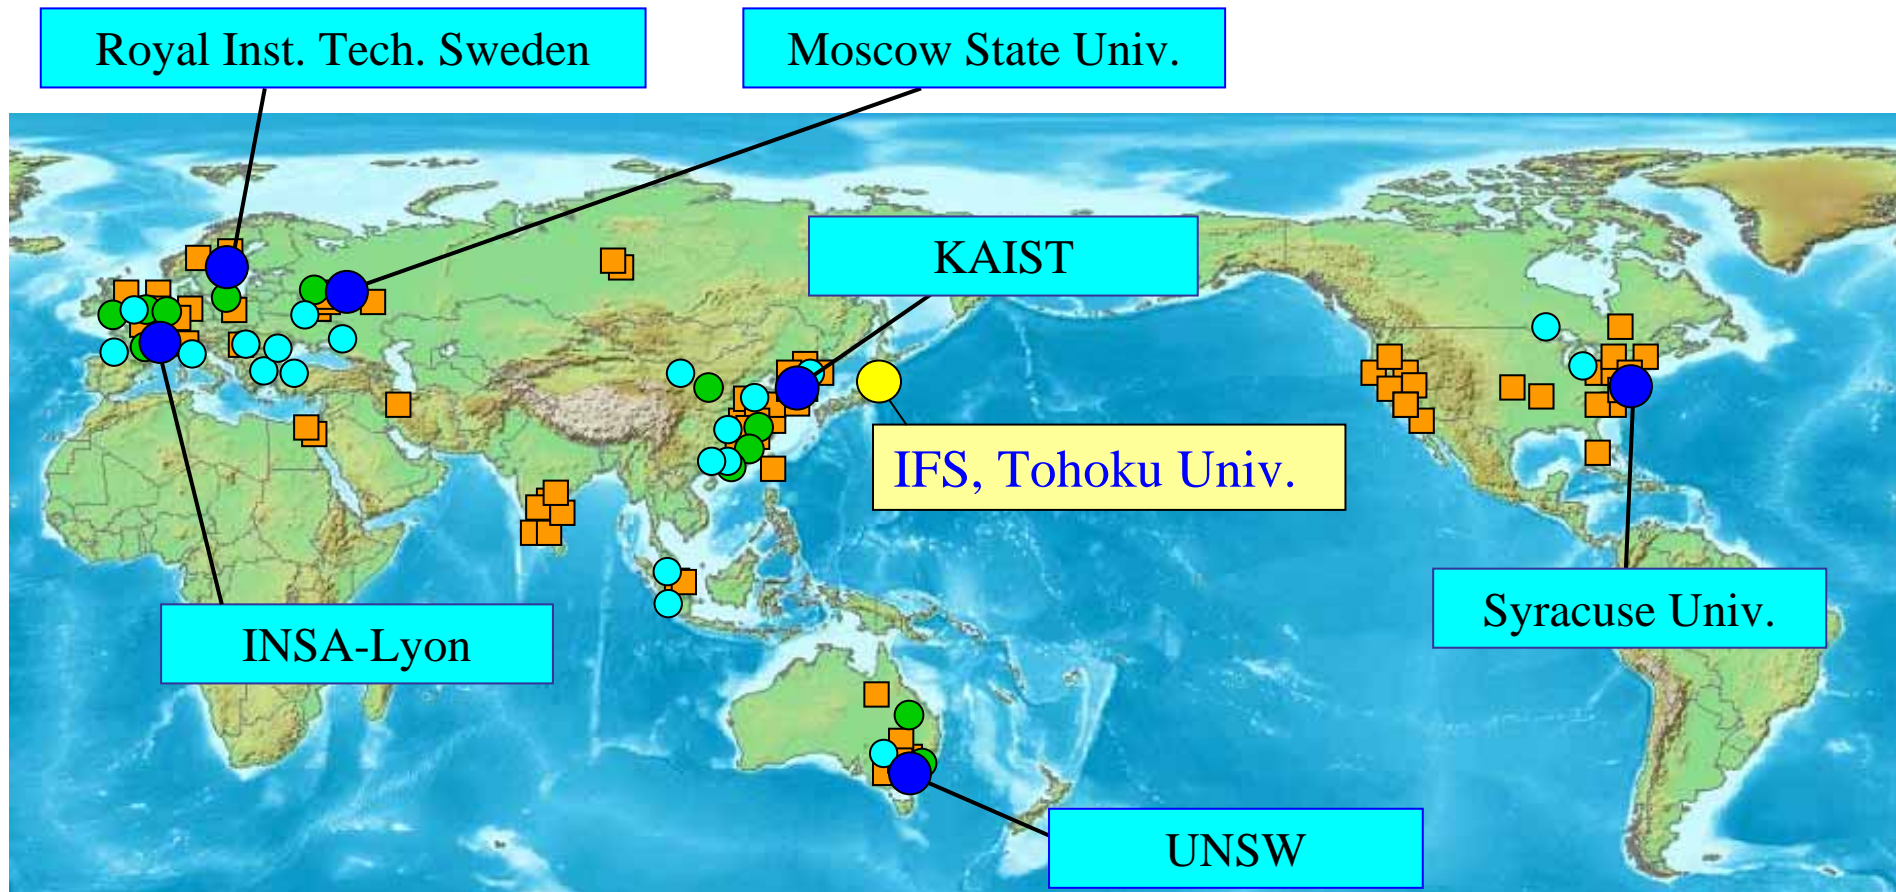 Royal Inst. Tech. Sweden
Moscow State Univ.
KAIST
IFS, Tohoku Univ.
INSA-Lyon
Syracuse Univ.
UNSW